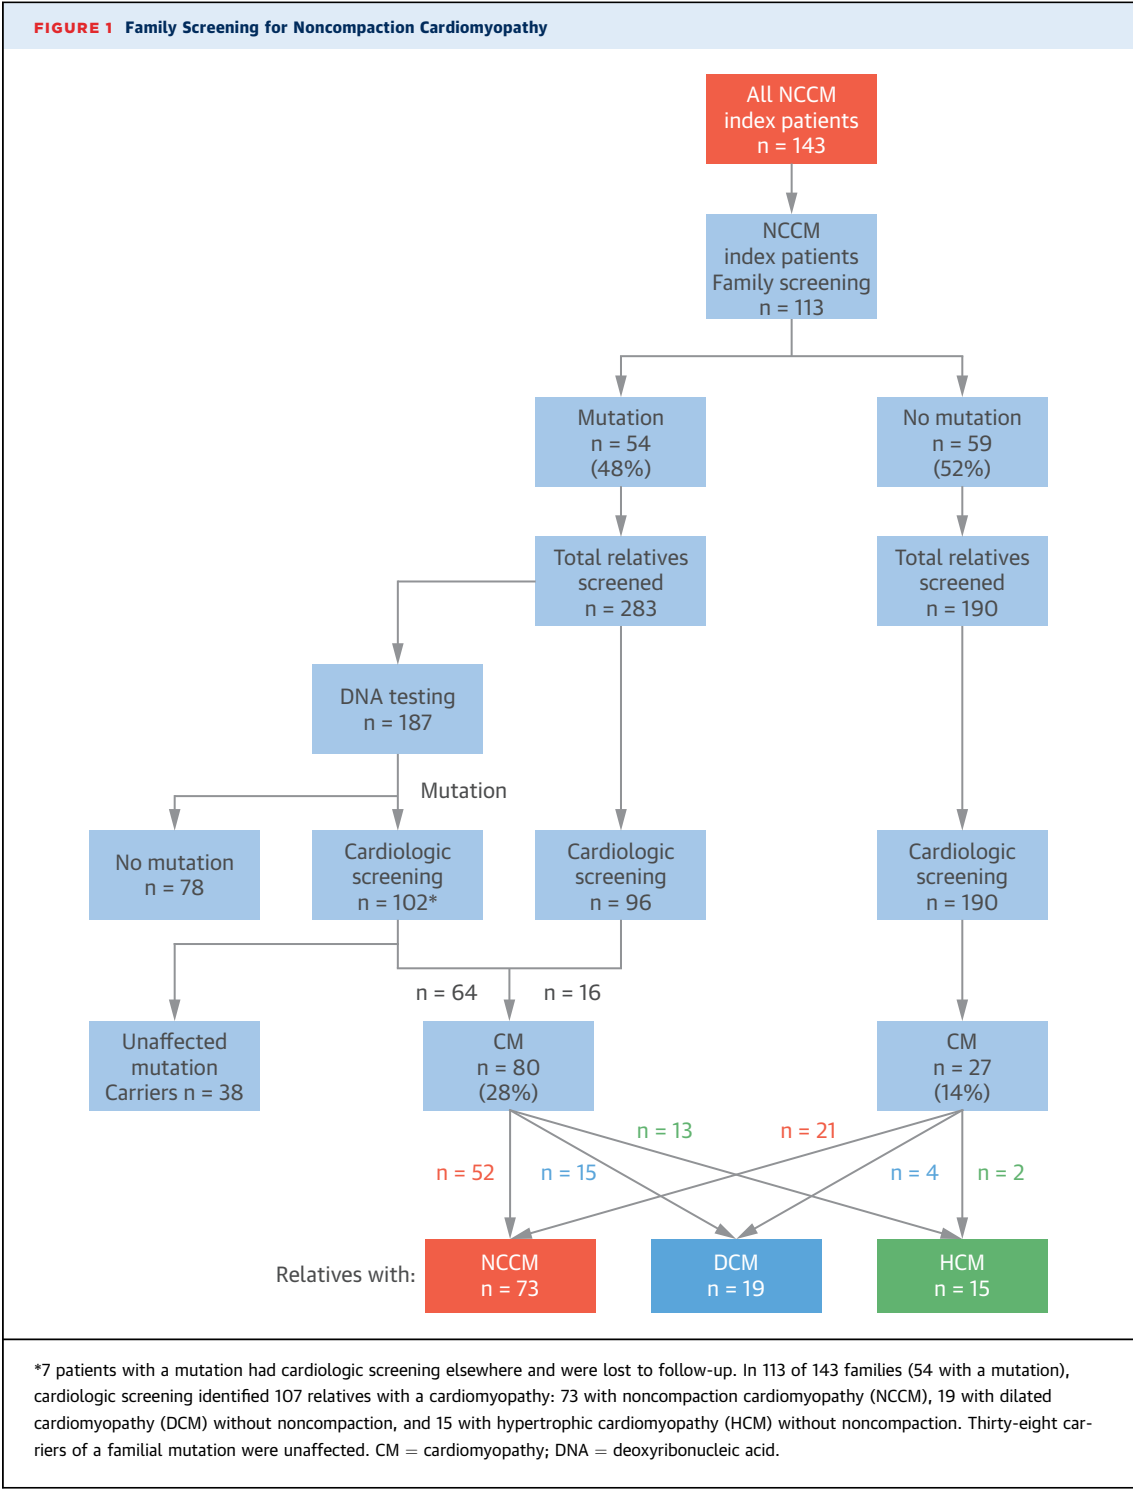 FIGURE 1 Family Screening for Noncompaction Cardiomyopathy
All NCCM
index patients
n = 143
NCCM
index patients
Family screening
n = 113
Mutation
n = 54
(48%)
No mutation
n = 59
(52%)
Total relatives
screened
n = 283
Total relatives
screened
n = 190
DNA testing
n = 187
Mutation
No mutation
n = 78
Cardiologic
screening
n = 102*
Cardiologic
screening
n = 96
Cardiologic
screening
n = 190
n = 64
n = 16
Unaffected
mutation
Carriers n = 38
CM
n = 80
(28%)
CM
n = 27
(14%)
n = 13
n = 21
n = 52
n = 15
n = 4
n = 2
Relatives with:
NCCM
n = 73
DCM
n = 19
HCM
n = 15
*7 patients with a mutation had cardiologic screening elsewhere and were lost to follow-up. In 113 of 143 families (54 with a mutation),
cardiologic screening identified 107 relatives with a cardiomyopathy: 73 with noncompaction cardiomyopathy (NCCM), 19 with dilated
cardiomyopathy (DCM) without noncompaction, and 15 with hypertrophic cardiomyopathy (HCM) without noncompaction. Thirty-eight car-
riers of a familial mutation were unaffected. CM = cardiomyopathy; DNA = deoxyribonucleic acid.